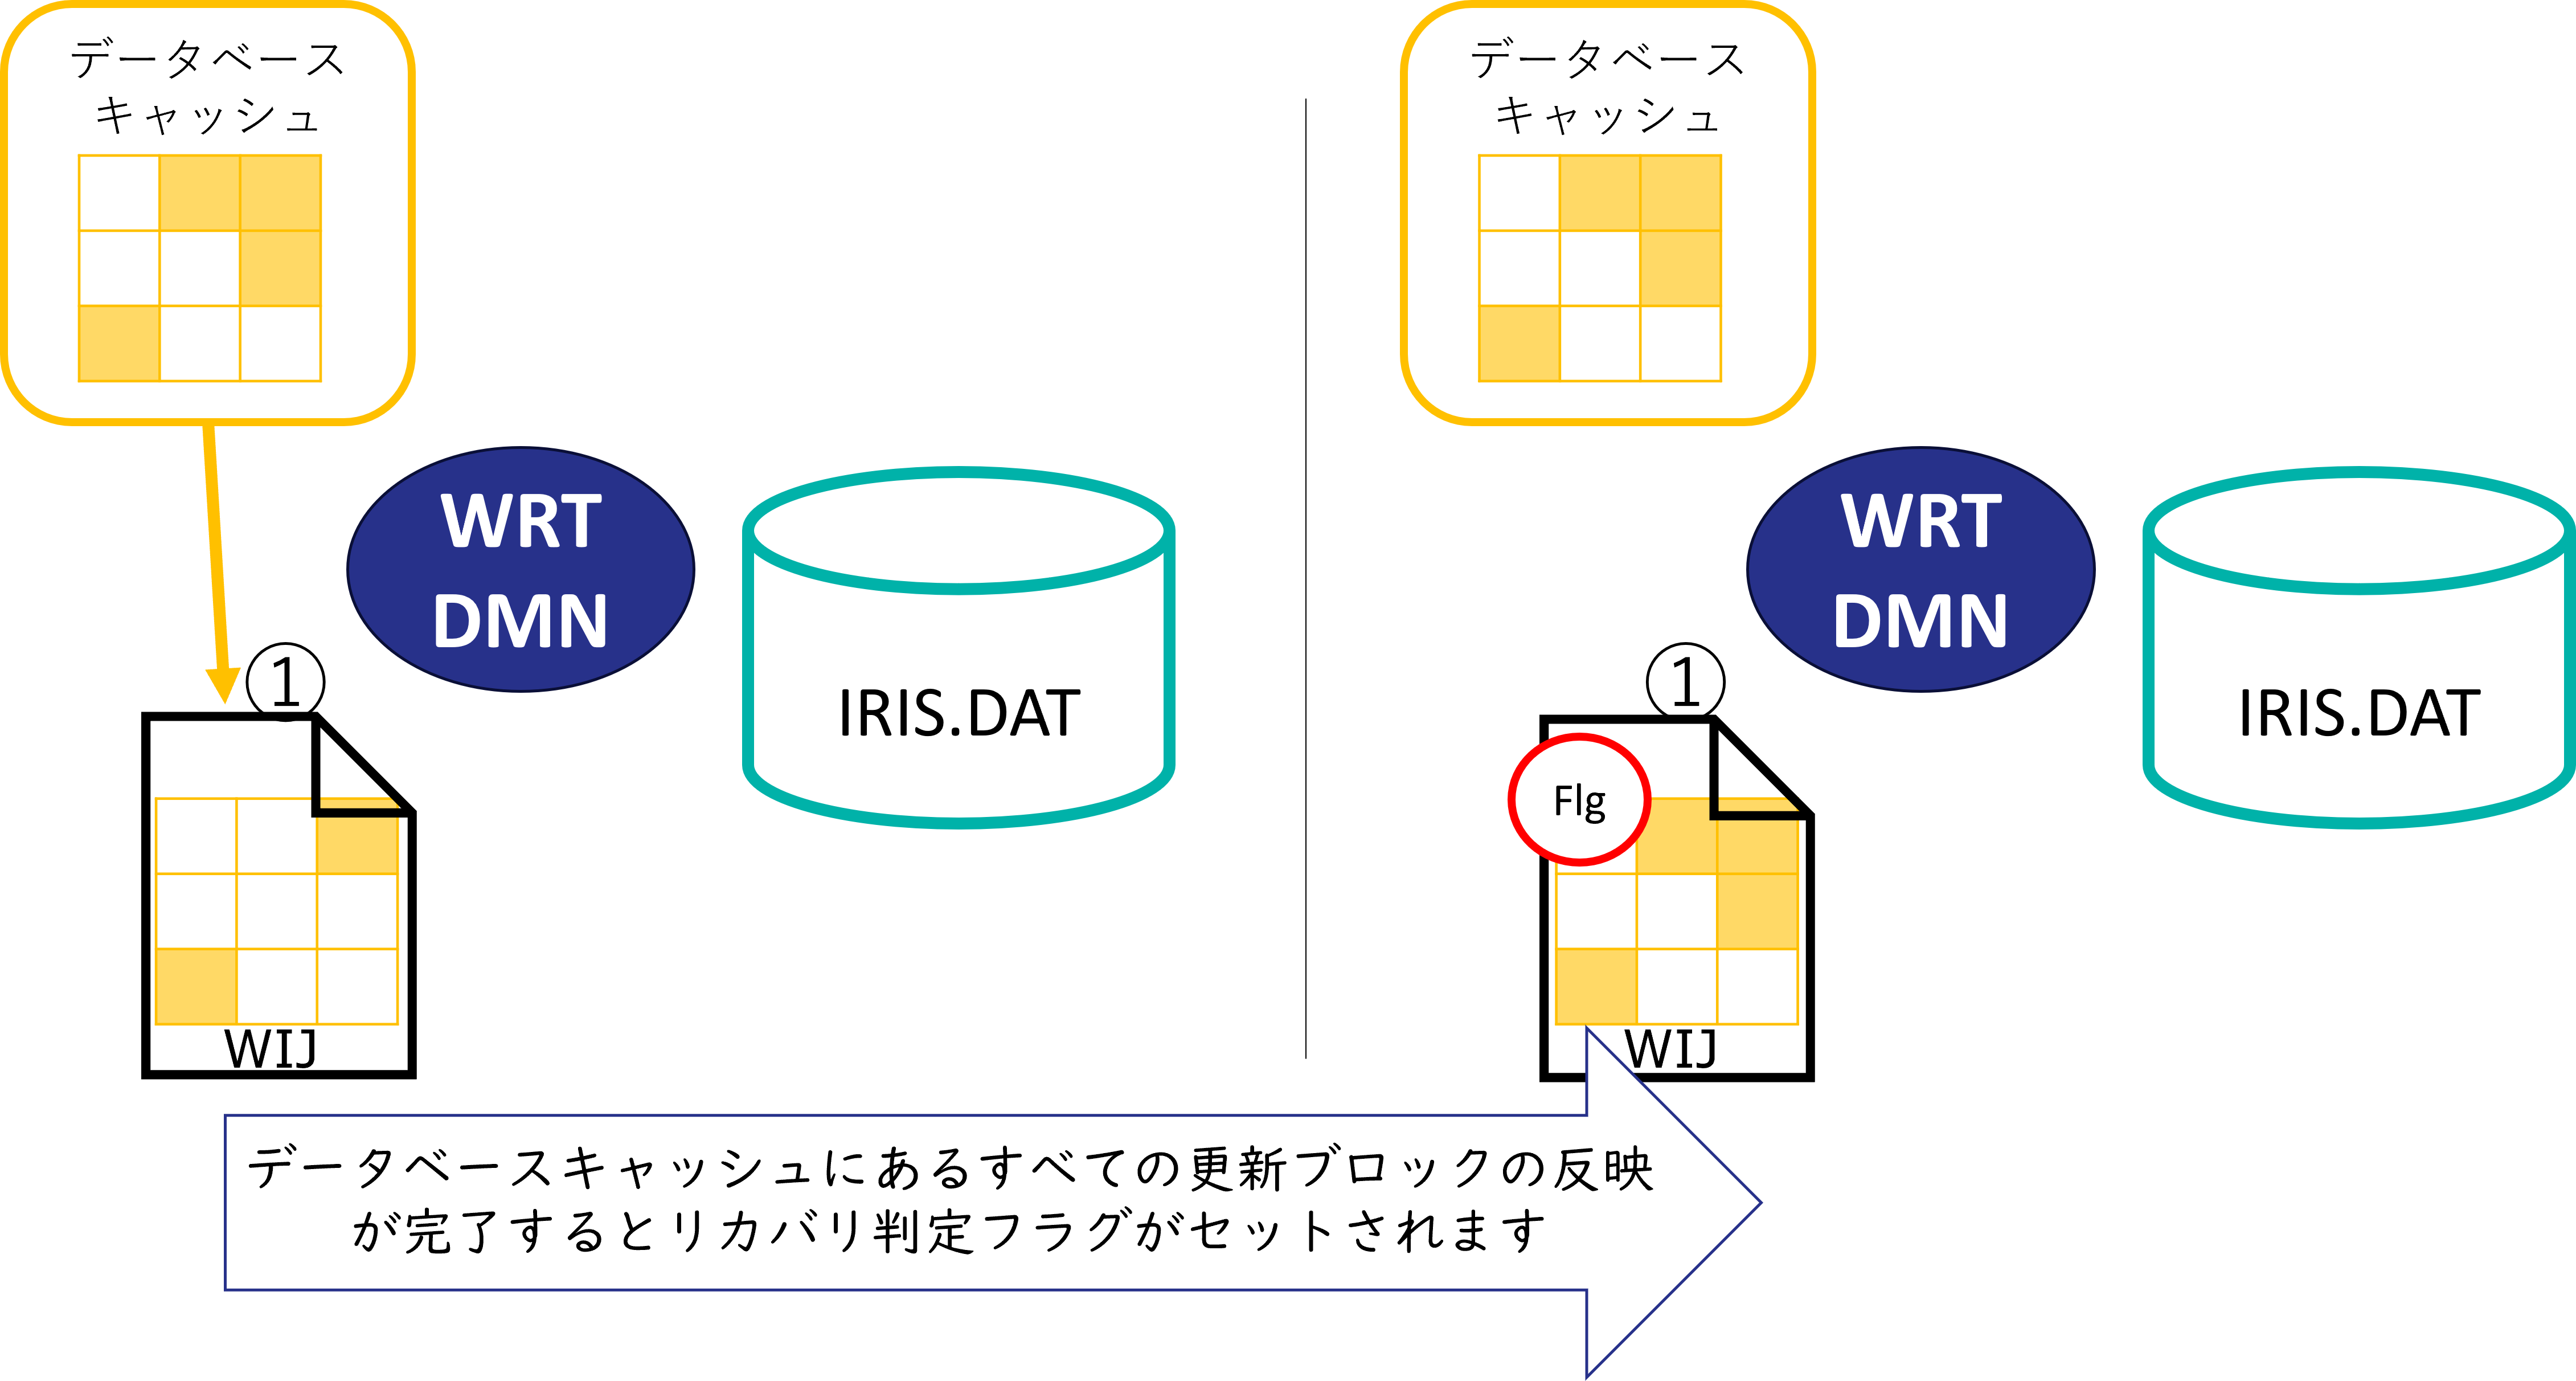 データベース
キャッシュ
WRT
DMN
IRIS.DAT
①
WIJ
データベース
キャッシュ
WRT
DMN
IRIS.DAT
①
Flg
WIJ
データベースキャッシュにあるすべての更新ブロックの反映
が完了するとリカバリ判定フラグがセットされます